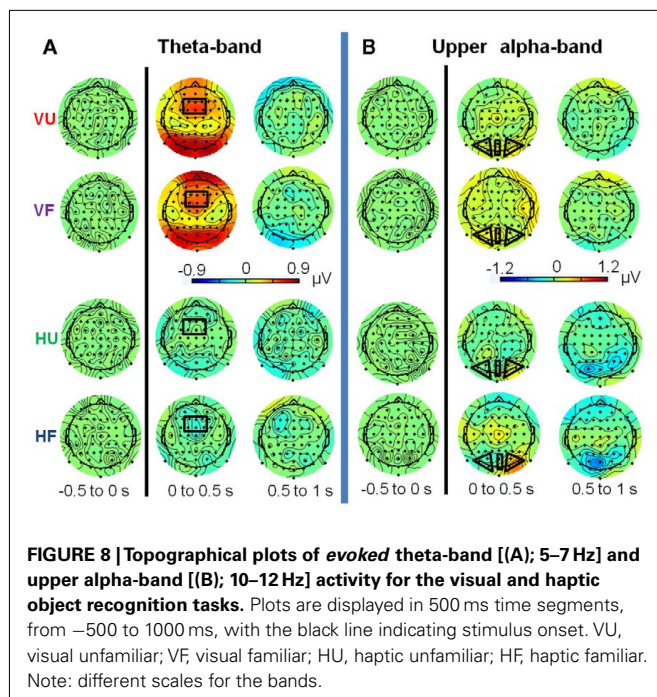 A Theta-band B Upper alpha-band
VU
VF
-0.9 0 0.9 μV -1.2 0 1.2 μV
HU
HF
-0.5 to 0 s 0 to 0.5 s 0.5 to 1 s -0.5 to 0 s 0 to 0.5 s 0.5 to 1 s
FIGURE 8 | Topographical plots of evoked theta-band [(A); 5–7 Hz] and
upper alpha-band [(B); 10–12 Hz] activity for the visual and haptic
object recognition tasks. Plots are displayed in 500 ms time segments,
from −500 to 1000 ms, with the black line indicating stimulus onset. VU,
visual unfamiliar; VF, visual familiar; HU, haptic unfamiliar; HF, haptic familiar.
Note: different scales for the bands.